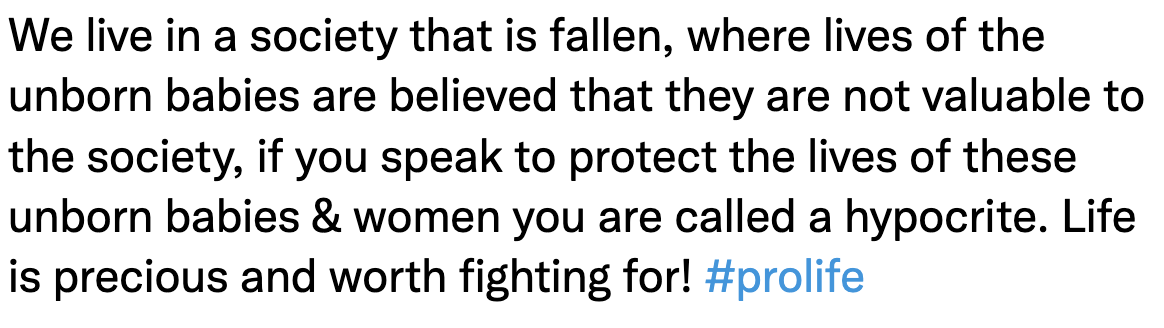 We live in a society that is fallen, where lives of the
unborn babies are believed that they are not valuable to
the society, if you speak to protect the lives of these
unborn babies & women you are called a hypocrite. Life
is precious and worth fighting for! #prolife